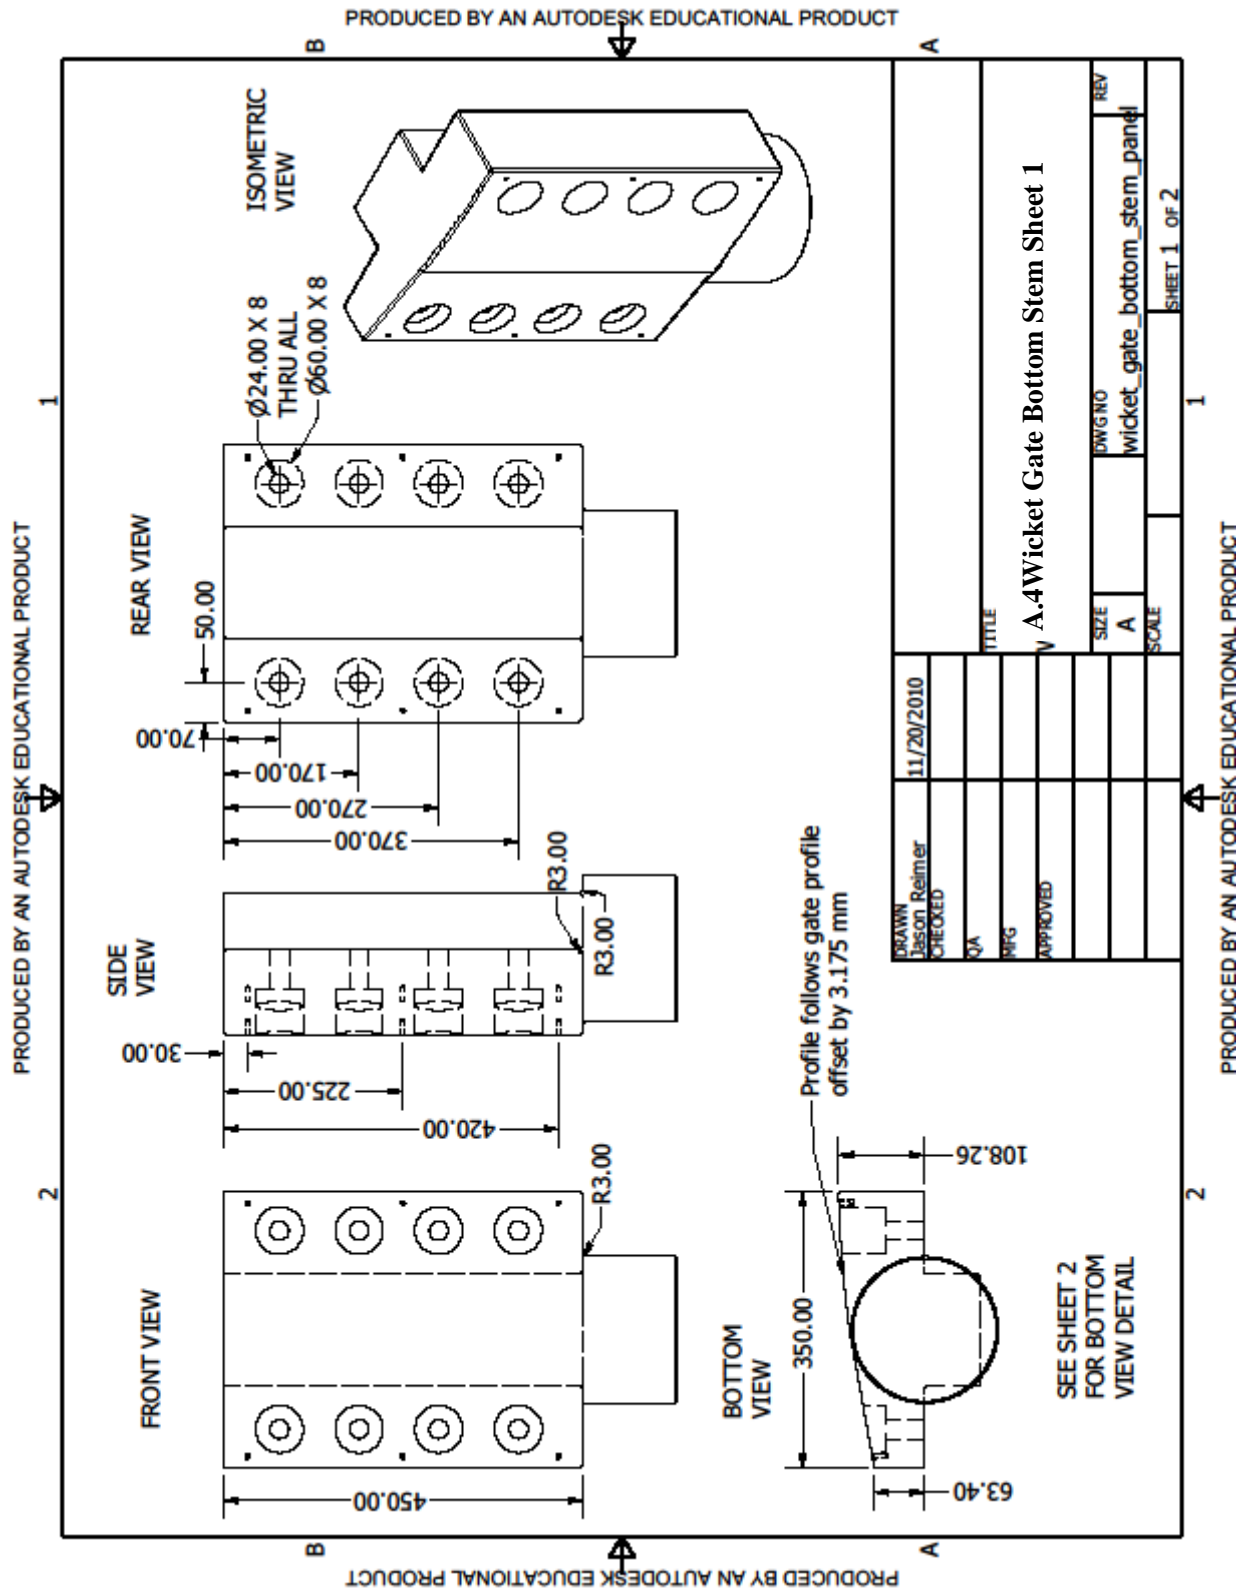 PRODUCED BY AN AUTODESK EDUCATIONAL PRODUCT
PRODUCED BY AN AUTODESK EDUCATIONAL PRODUCT
PRODUCED BY AN AUTODESK EDUCATIONAL PRODUCT
PRODUCED BY AN AUTODESK EDUCATIONAL PRODUCT
2
1
B
A
B
A
2
1
FRONT VIEW
450.00
R3.00
SIDE
VIEW
30.00
225.00
420.00
R3.00
R3.00
REAR VIEW
50.00
70.00
170.00
270.00
370.00
Ø24.00 X 8
THRU ALL
Ø60.00 X 8
ISOMETRIC
VIEW
BOTTOM
VIEW
350.00
63.40
108.26
Profile follows gate profile
offset by 3.175 mm
SEE SHEET 2
FOR BOTTOM
VIEW DETAIL
DRAWN
Jason Reimer
11/20/2010
CHECKED
QA
MFG
APPROVED
TITLE
A.4Wicket Gate Bottom Stem Sheet 1
SIZE
A
DWG NO
wicket_gate_bottom_stem_panel
REV
SCALE
SHEET 1 OF 2